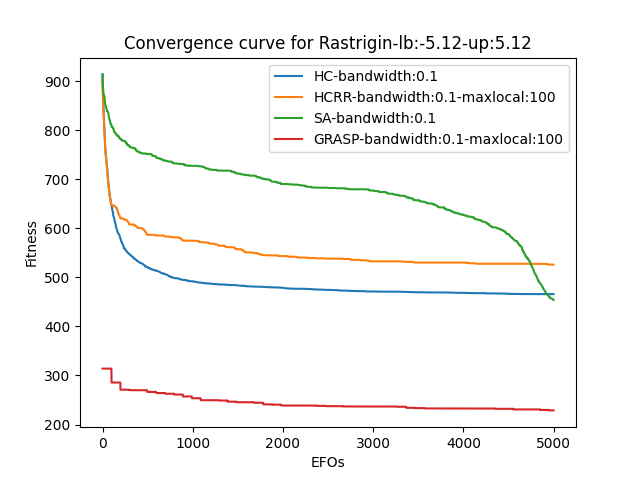 Convergence curve for Rastrigin-lb:-5.12-up:5.12
HC-bandwidth:0.1
HCRR-bandwidth:0.1-maxlocal:100
SA-bandwidth:0.1
GRASP-bandwidth:0.1-maxlocal:100
Fitness
900
800
700
600
500
400
300
200
0 1000 2000 3000 4000 5000
EFOs